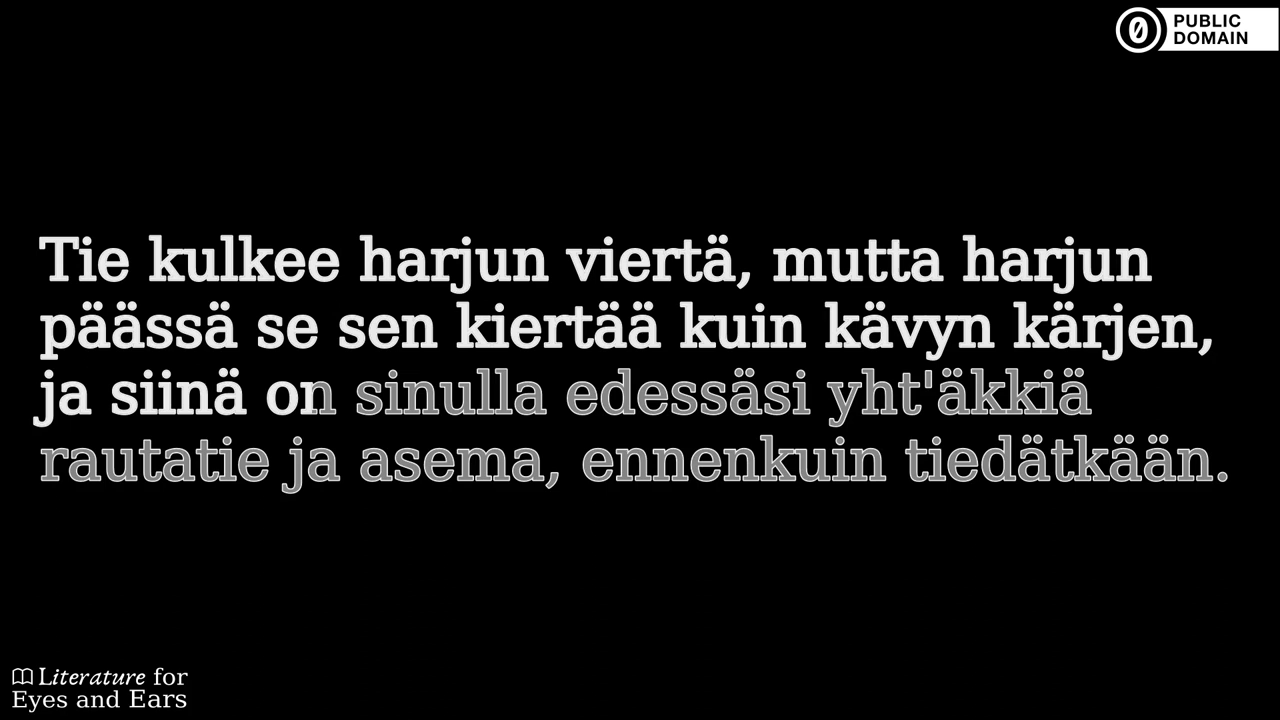 PUBLIC
DOMAIN
Tie kulkee harjun viertä, mutta harjun
päässä se sen kiertää kuin kävyn kärjen,
ja siinä on sinulla edessäsi yht'äkkiä
rautatie ja asema, ennenkuin tiedätkään.
Literature for
Eyes and Ears